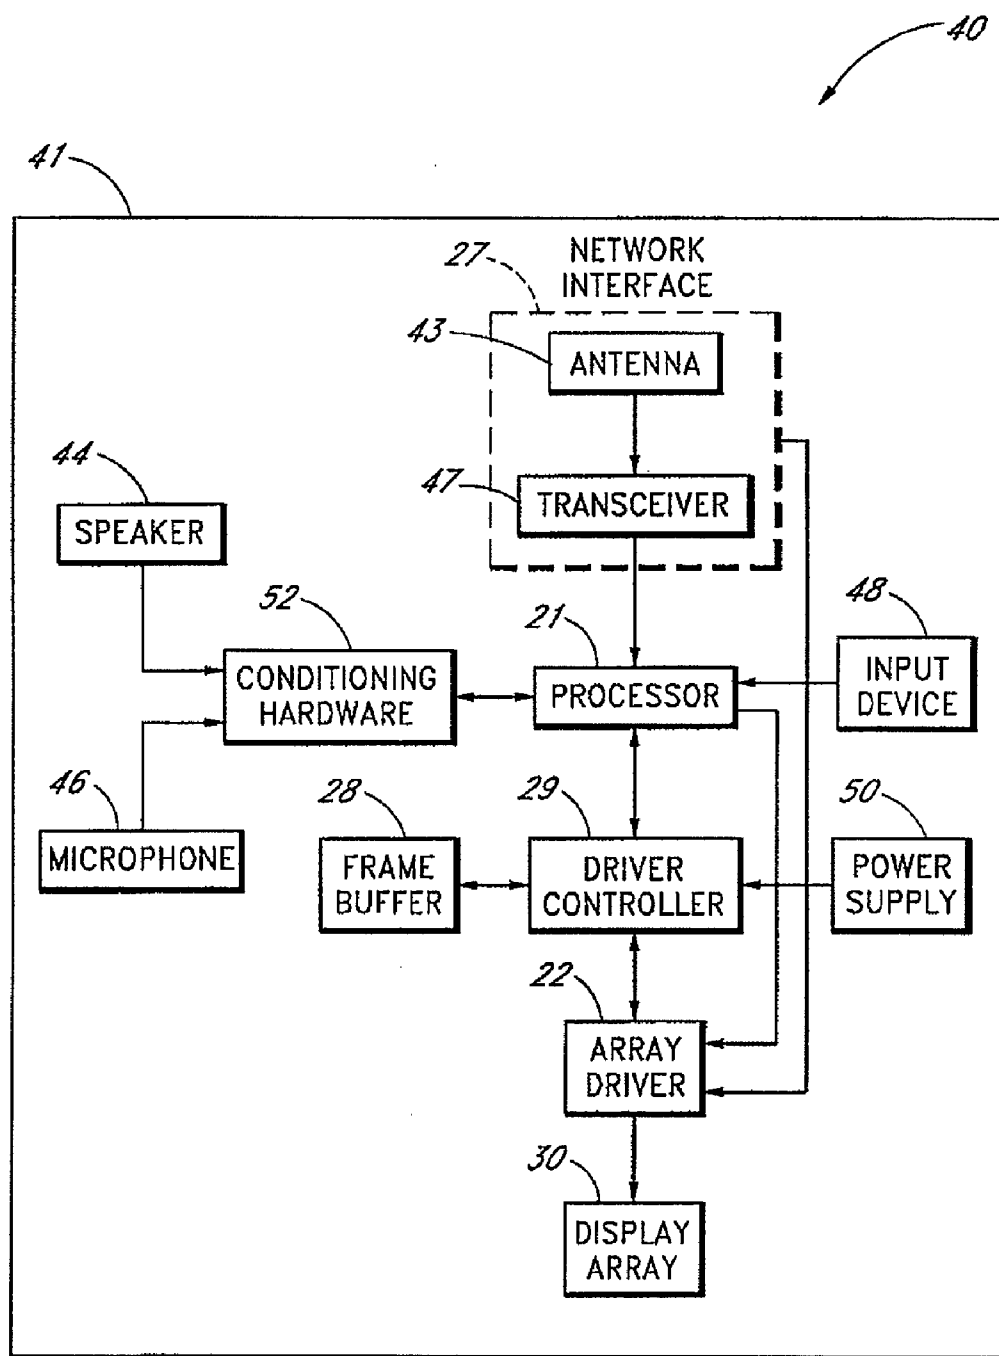 40
41
27
NETWORK
INTERFACE
43
ANTENNA
44
47
TRANSCEIVER
SPEAKER
52
21
48
CONDITIONING
HARDWARE
PROCESSOR
INPUT
DEVICE
46
28
29
50
MICROPHONE
FRAME
BUFFER
DRIVER
CONTROLLER
POWER
SUPPLY
22
ARRAY
DRIVER
30
DISPLAY
ARRAY